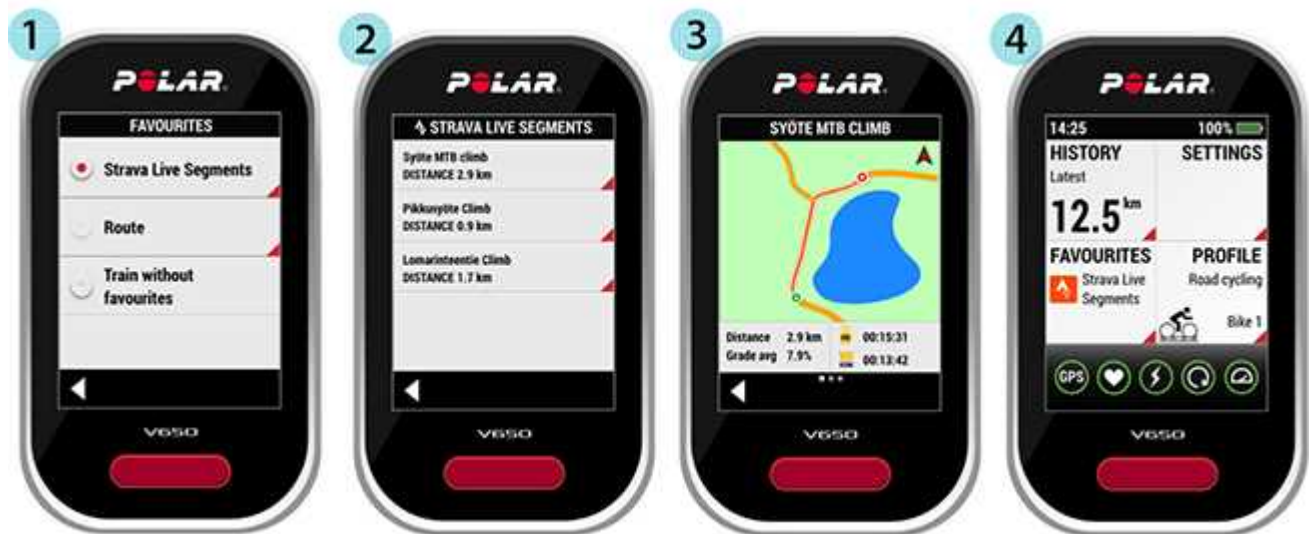 1
POLAR
FAVOURITES
Strava Live Segments
Route
Train without
favourites
V650
2
POLAR
STRAVA LIVE SEGMENTS
Syöte MTB climb
DISTANCE 2.9 km
Pikkusyöte Climb
DISTANCE 0.9 km
Lomarinteentie Climb
DISTANCE 1.7 km
V650
3
POLAR
SYÖTE MTB CLIMB
Distance 2.9 km 00:15:31
Grade avg 7.9% 00:13:42
V650
4
POLAR
14:25 100%
HISTORY SETTINGS
Latest
12.5 km
FAVOURITES PROFILE
Strava Live Road cycling
Segments
Bike 1
GPS
V650